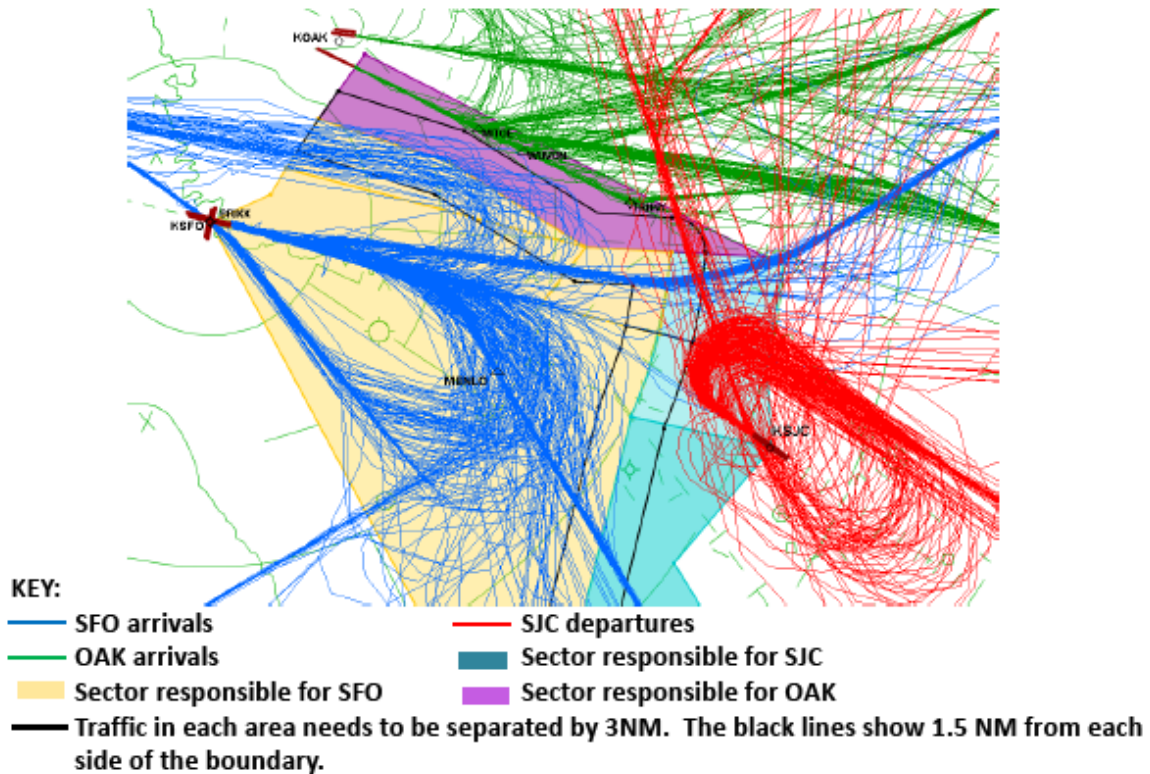 KOAK
MITOE
WUVUN
BRIXX
KSFO
MENLO
KSJC
KEY:
SFO arrivals
SJC departures
OAK arrivals
Sector responsible for SJC
Sector responsible for SFO
Sector responsible for OAK
Traffic in each area needs to be separated by 3NM. The black lines show 1.5 NM from each
side of the boundary.